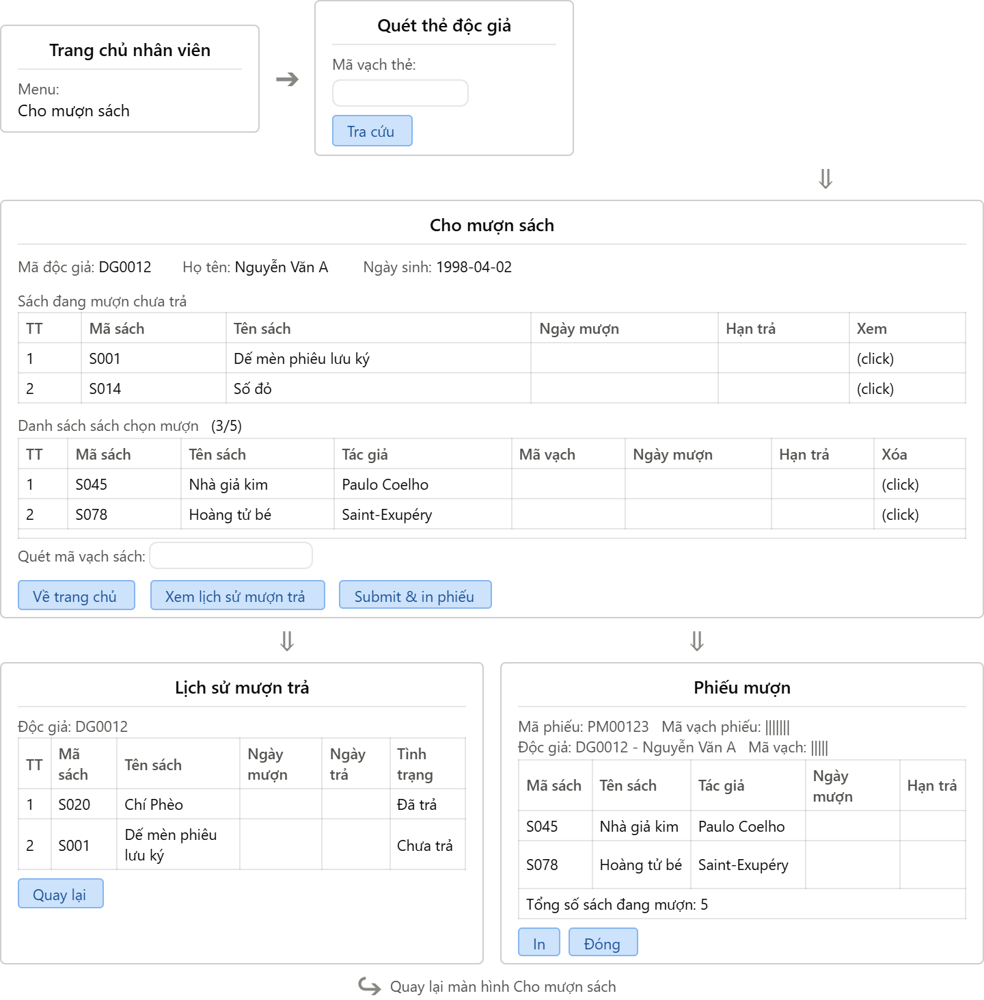 Trang chủ nhân viên
Menu:
Cho mượn sách
Quét thẻ độc giả
Mã vạch thẻ:
Tra cứu
Cho mượn sách
Mã độc giả: DG0012 Họ tên: Nguyễn Văn A Ngày sinh: 1998-04-02
Sách đang mượn chưa trả
TT Mã sách Tên sách Ngày mượn Hạn trả Xem
1 S001 Dế mèn phiêu lưu ký (click)
2 S014 Số đỏ (click)
Danh sách sách chọn mượn (3/5)
TT Mã sách Tên sách Tác giả Mã vạch Ngày mượn Hạn trả Xóa
1 S045 Nhà giả kim Paulo Coelho (click)
2 S078 Hoàng tử bé Saint-Exupéry (click)
Quét mã vạch sách:
Về trang chủ Xem lịch sử mượn trả Submit & in phiếu
Lịch sử mượn trả
Độc giả: DG0012
TT Mã sách Tên sách Ngày mượn Ngày trả Tình trạng
1 S020 Chí Phèo Đã trả
2 S001 Dế mèn phiêu lưu ký Chưa trả
Quay lại
Phiếu mượn
Mã phiếu: PM00123 Mã vạch phiếu: |||||||
Độc giả: DG0012 - Nguyễn Văn A Mã vạch: |||||
Mã sách Tên sách Tác giả Ngày mượn Hạn trả
S045 Nhà giả kim Paulo Coelho
S078 Hoàng tử bé Saint-Exupéry
Tổng số sách đang mượn: 5
In Đóng
Quay lại màn hình Cho mượn sách